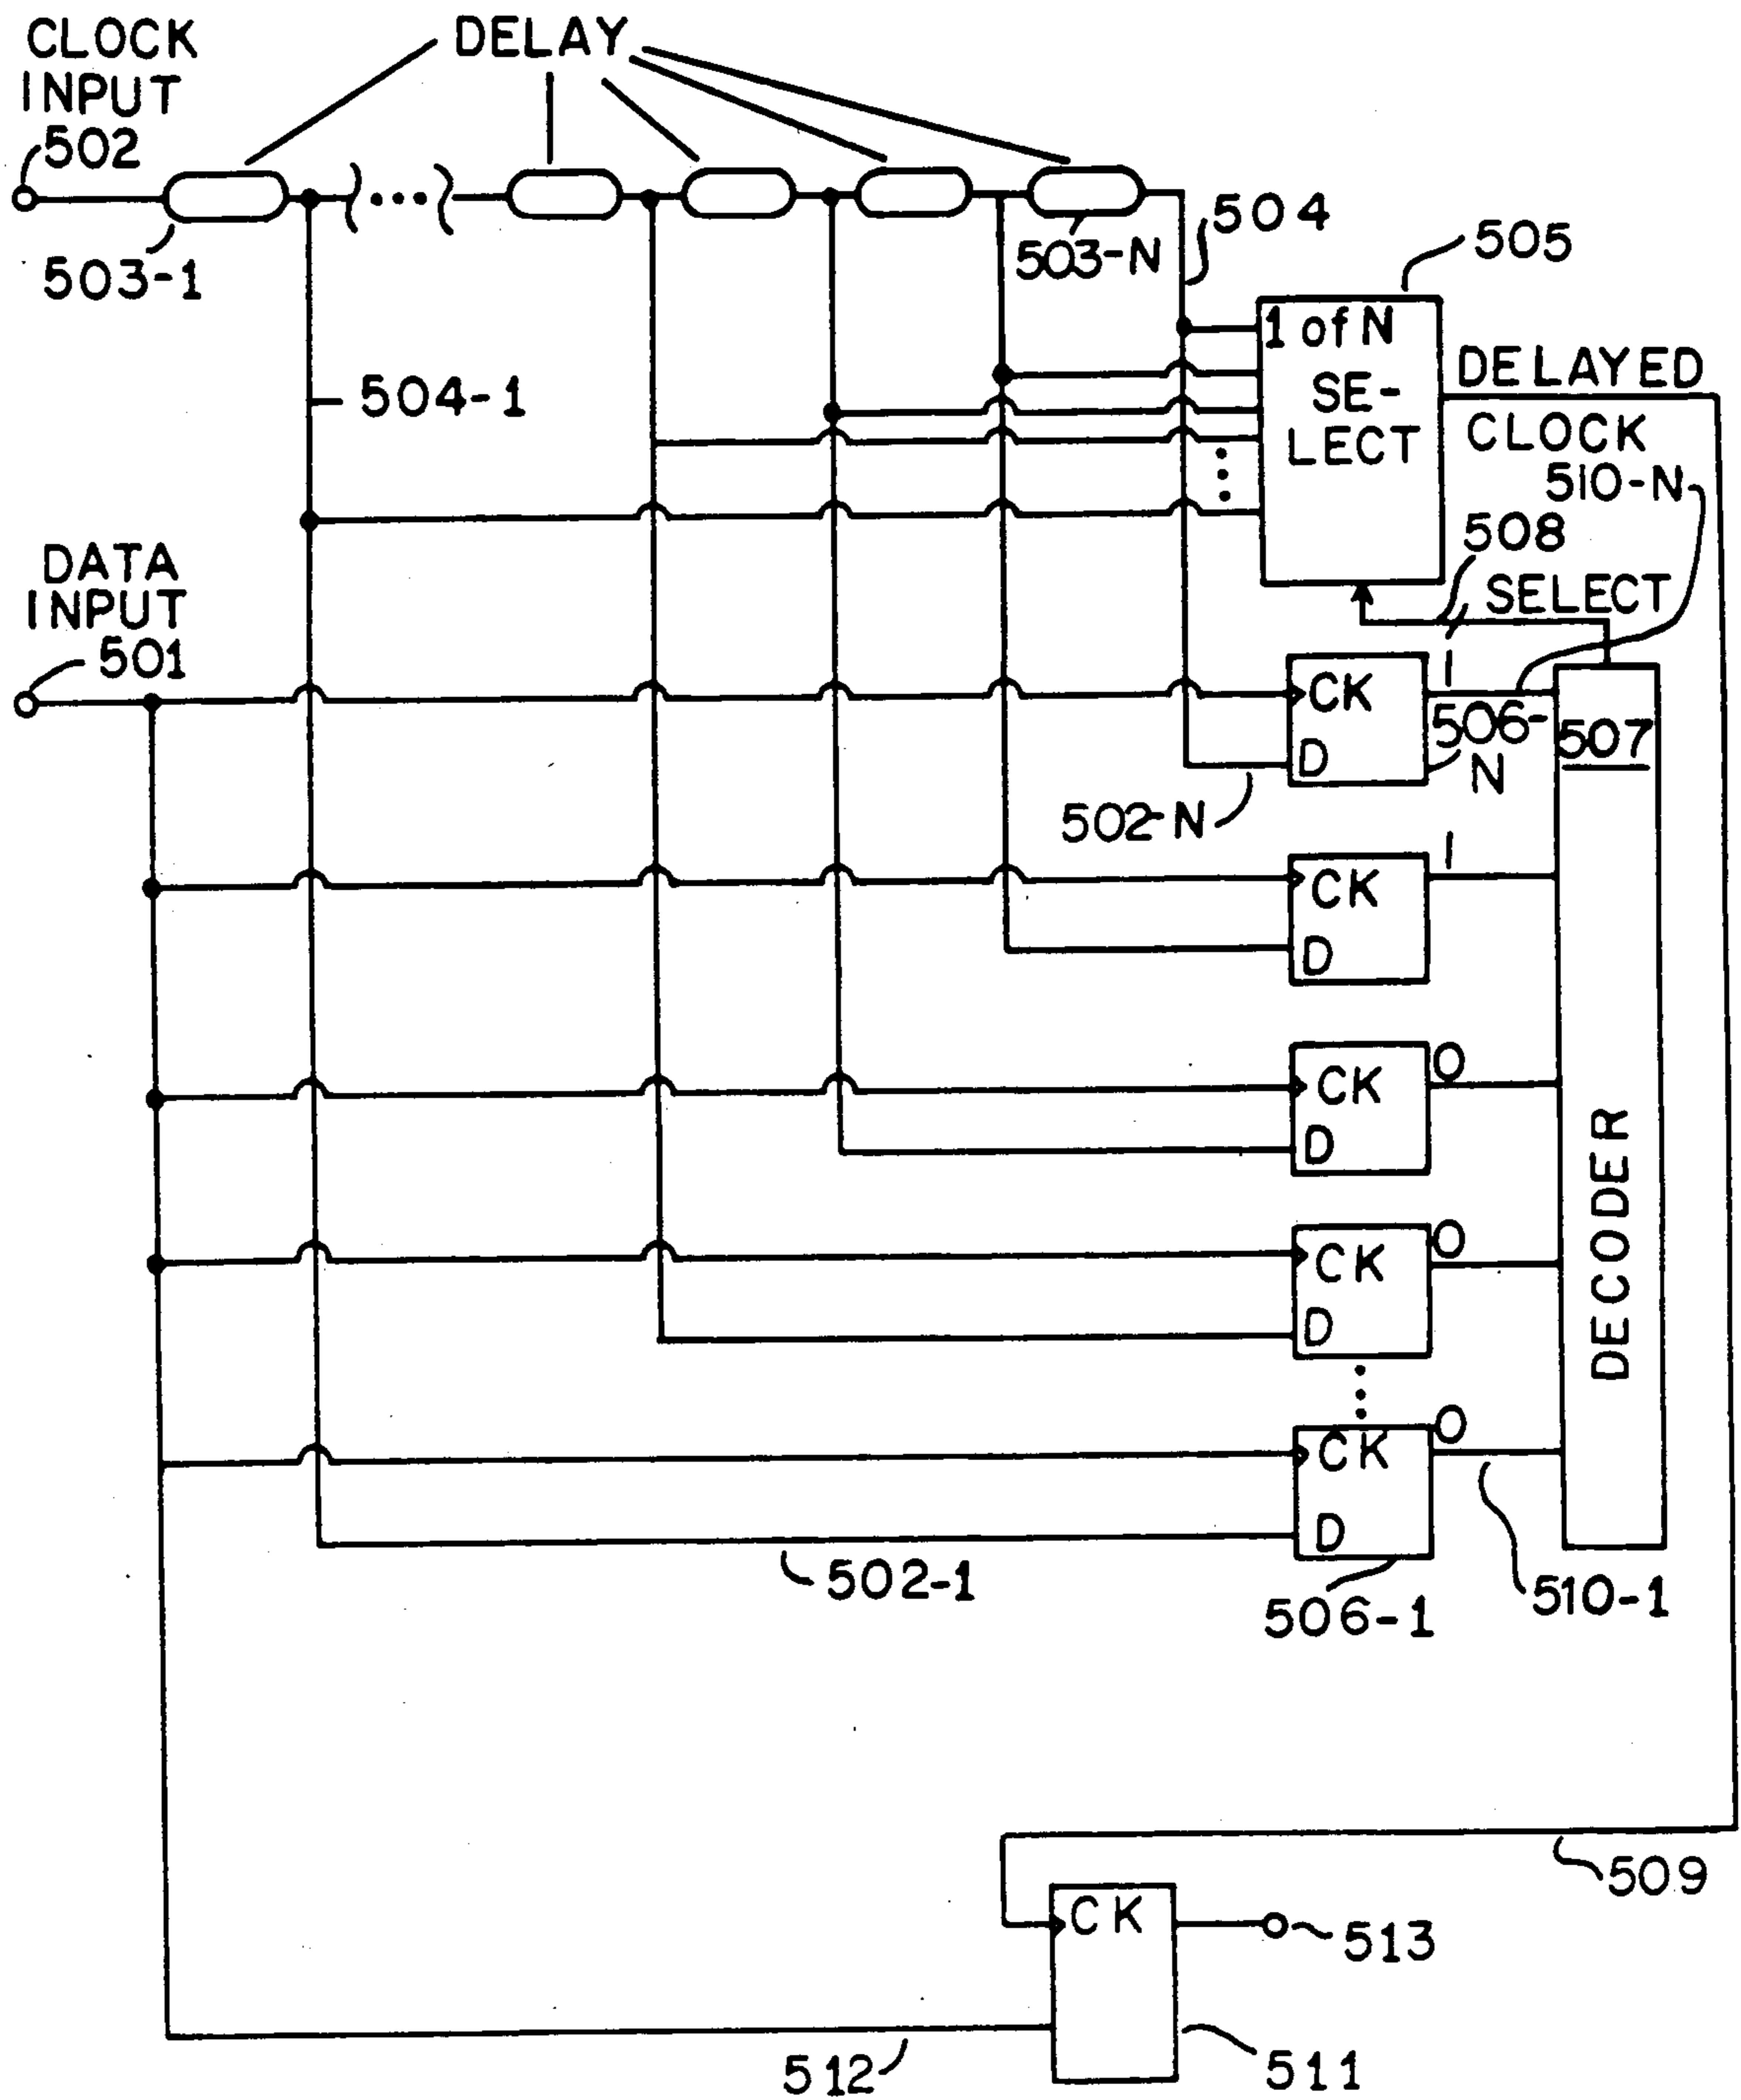 CLOCK
INPUT
502
DELAY
503-1
503-N
504
505
504-1
1 of N
SE-
LECT
DELAYED
CLOCK
510-N
508
SELECT
DATA
INPUT
501
CK
D
1
506-
N
507
502-N
CK
D
1
CK
D
0
CK
D
0
DECODER
CK
D
0
502-1
506-1
510-1
509
CK
513
512
511